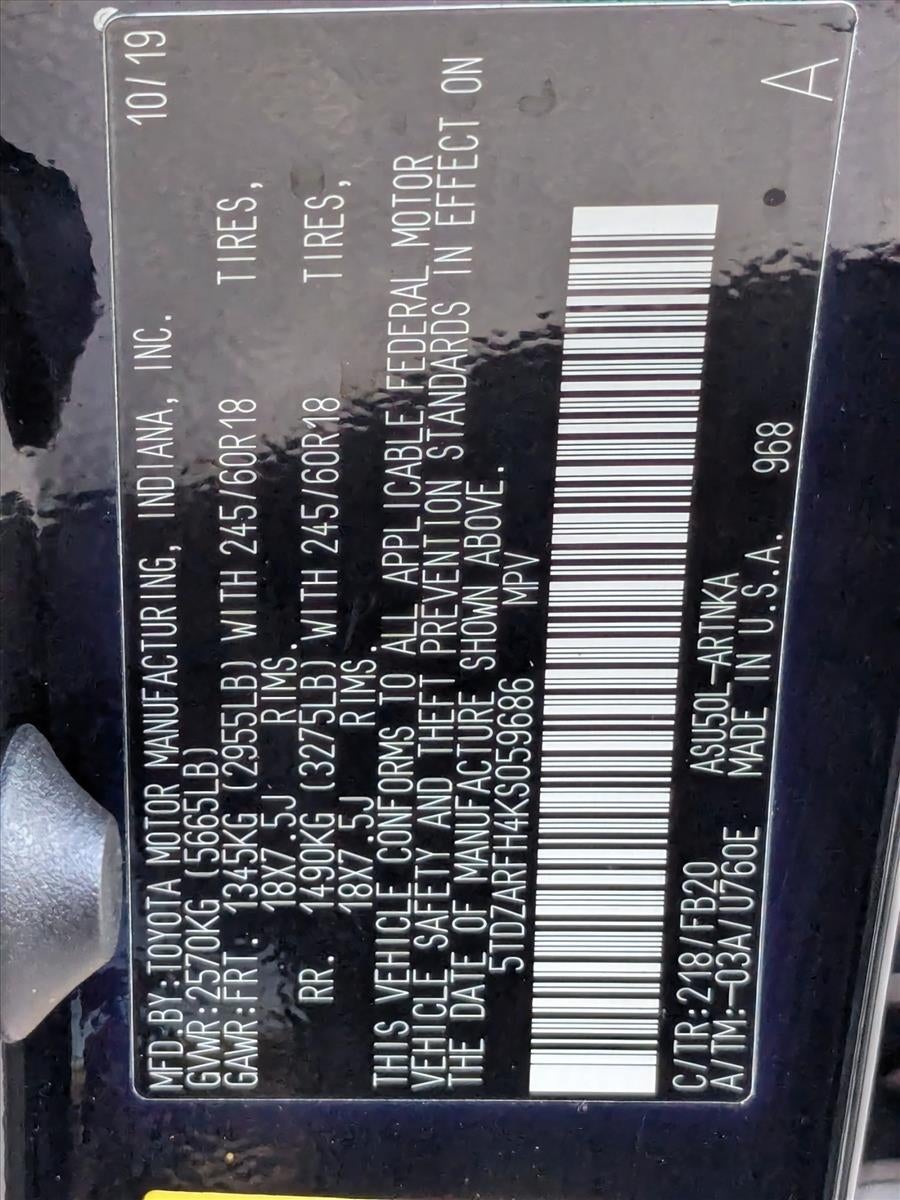 MFD.BY:TOYOTA MOTOR MANUFACTURING, INDIANA, INC. 10/19
GVWR:2570KG (5665LB)
GAWR:FRT. 1345KG (2955LB) WITH 245/60R18 TIRES,
18X7.5J RIMS.
RR. 1490KG (3275LB) WITH 245/60R18 TIRES,
18X7.5J RIMS.
THIS VEHICLE CONFORMS TO ALL APPLICABLE FEDERAL MOTOR
VEHICLE SAFETY AND THEFT PREVENTION STANDARDS IN EFFECT ON
THE DATE OF MANUFACTURE SHOWN ABOVE.
5TDZARFH4KS059686 MPV
C/TR:218/FB20 ASU50L-ARTNKA
A/TM:-03A/U760E MADE IN U.S.A. 968
A